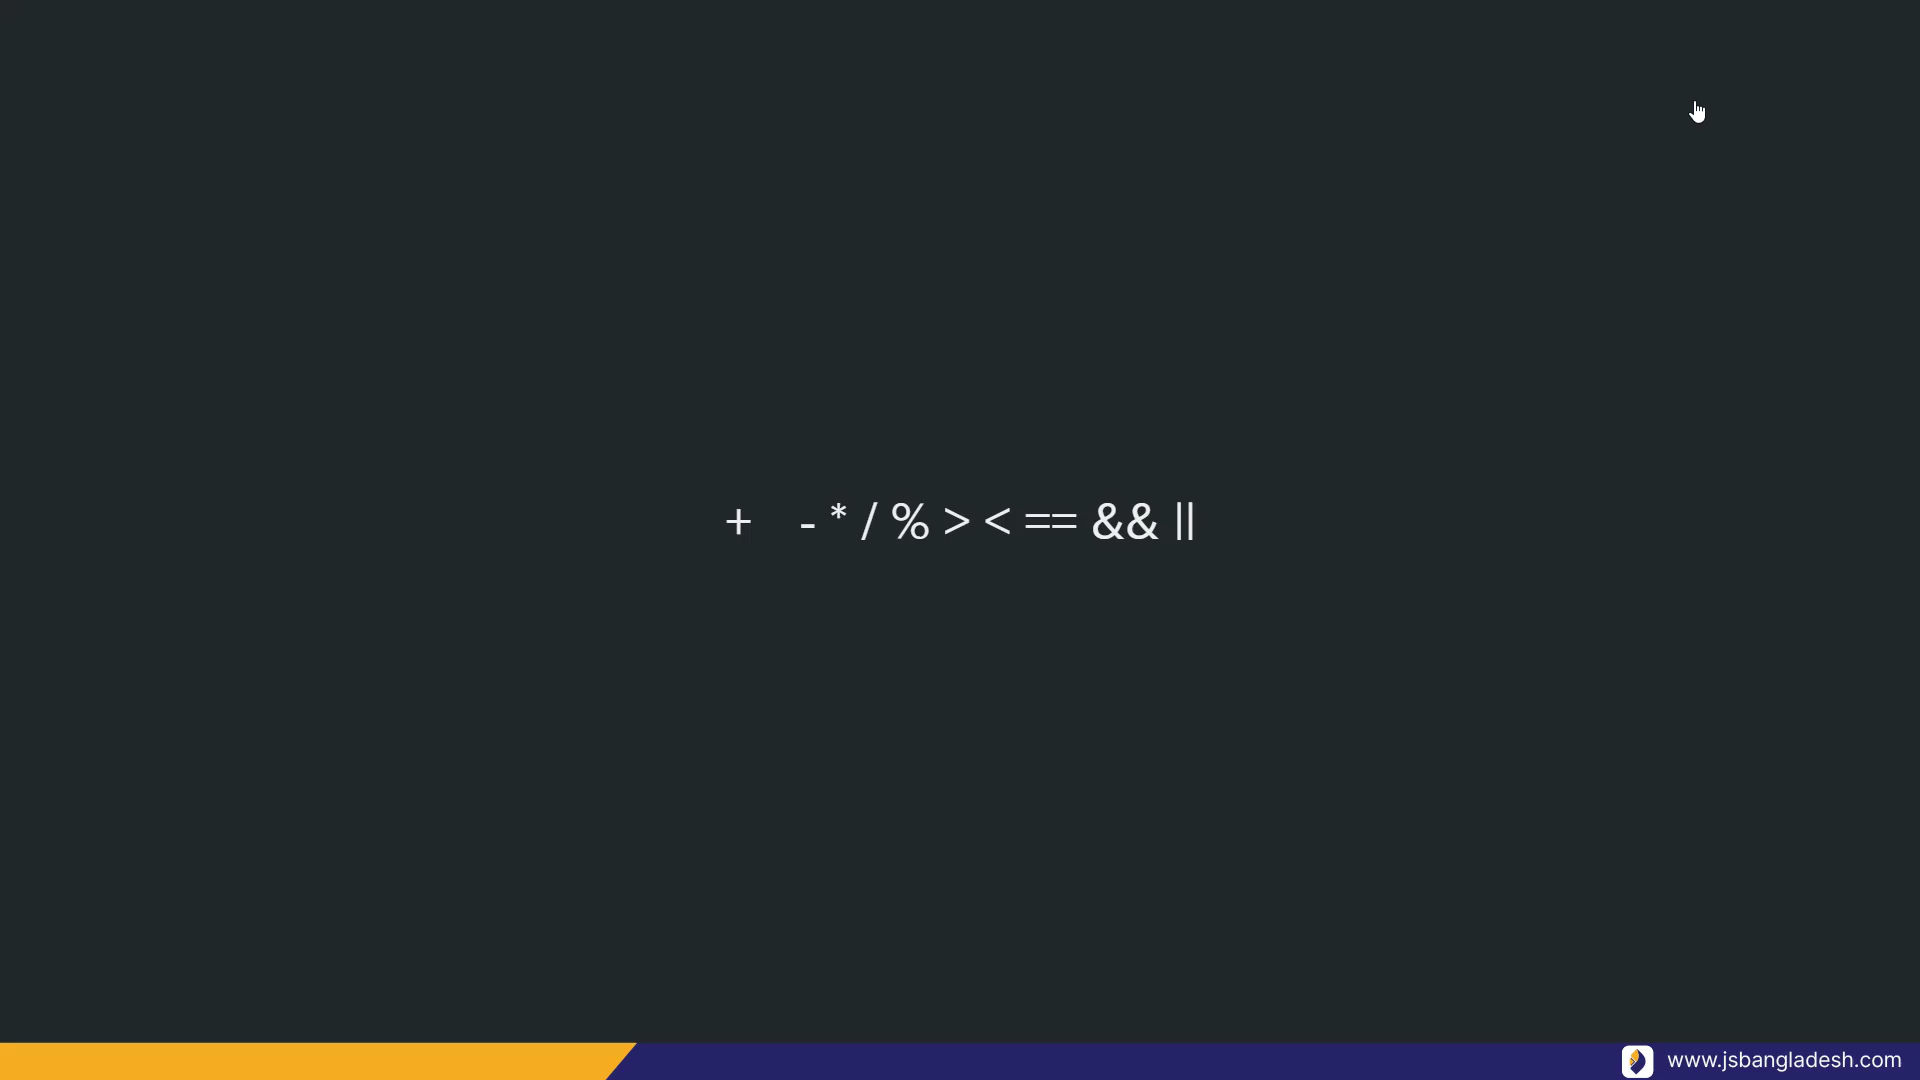 + - * / % > < == && ||
www.jsbangladesh.com